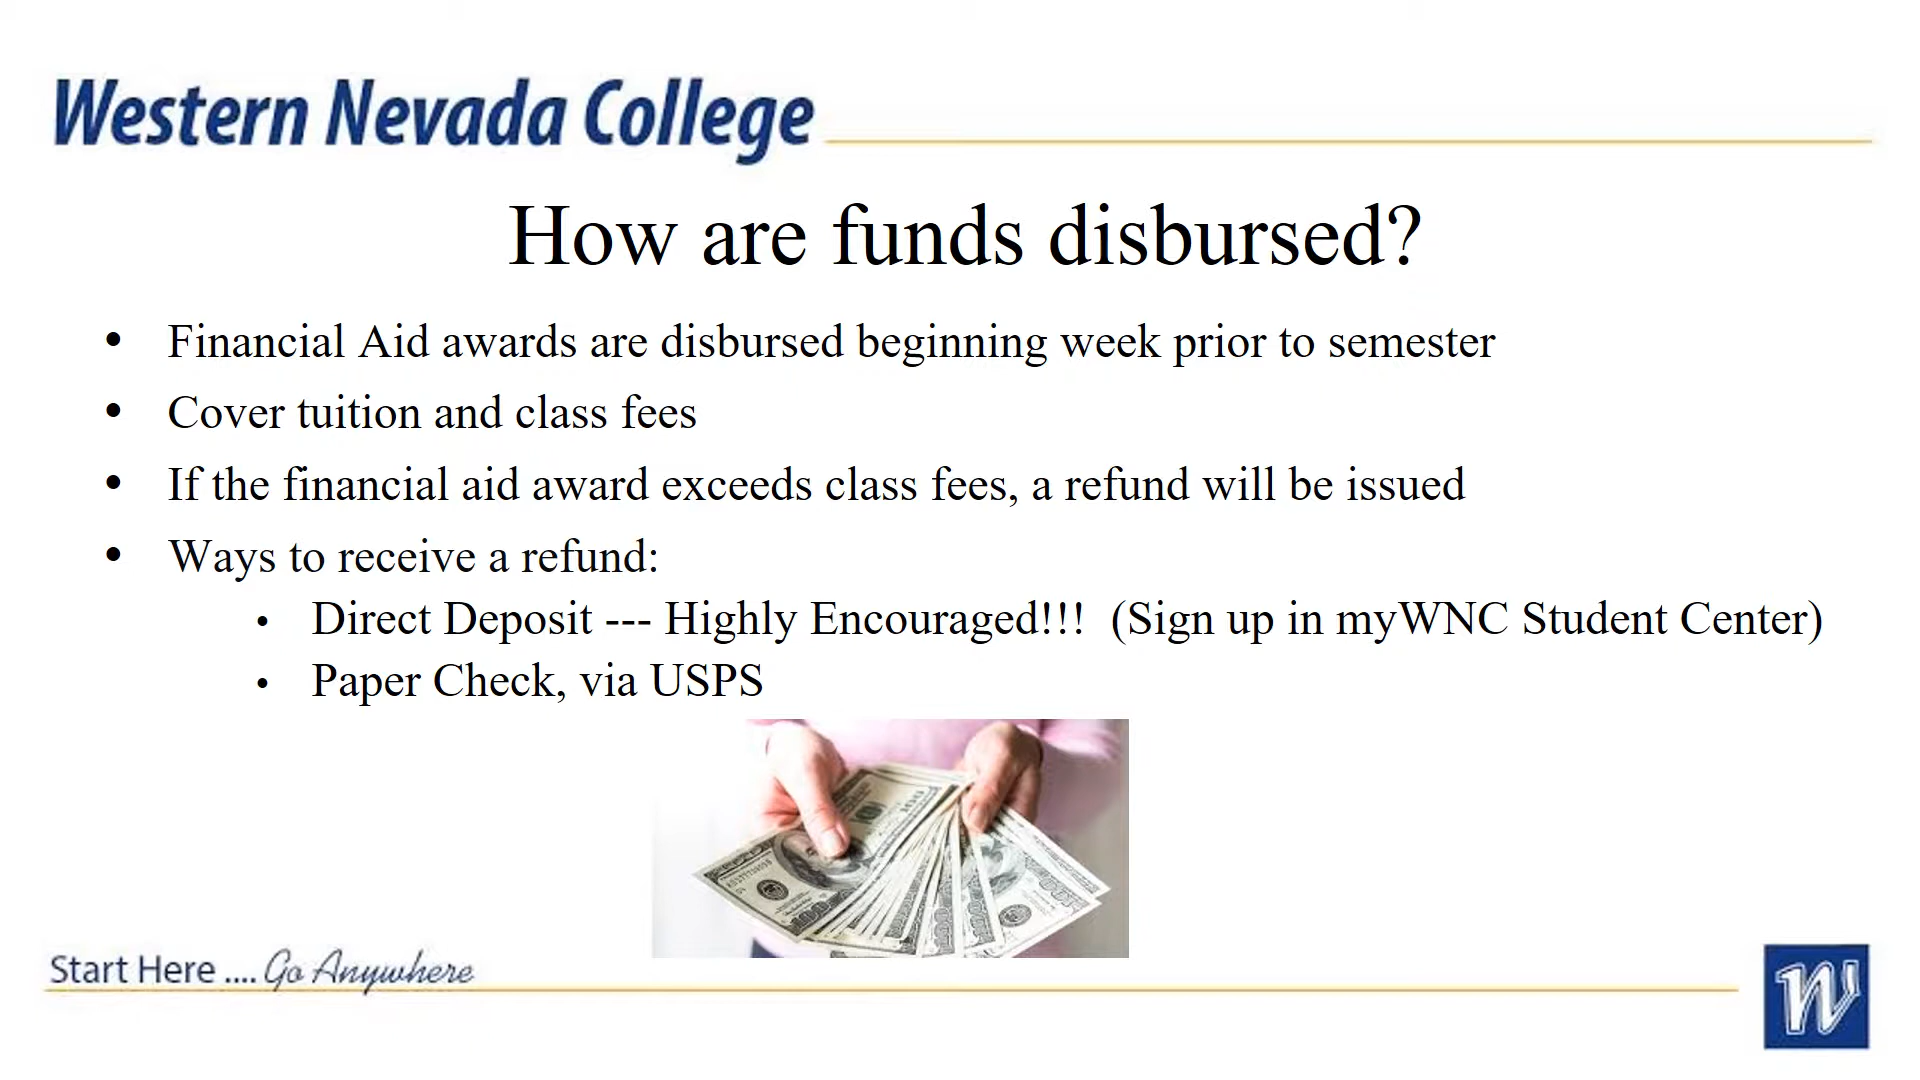 Western Nevada College
How are funds disbursed?
• Financial Aid awards are disbursed beginning week prior to semester
• Cover tuition and class fees
• If the financial aid award exceeds class fees, a refund will be issued
• Ways to receive a refund:
• Direct Deposit --- Highly Encouraged!!! (Sign up in myWNC Student Center)
• Paper Check, via USPS
100
Start Here .... Go Anywhere
W